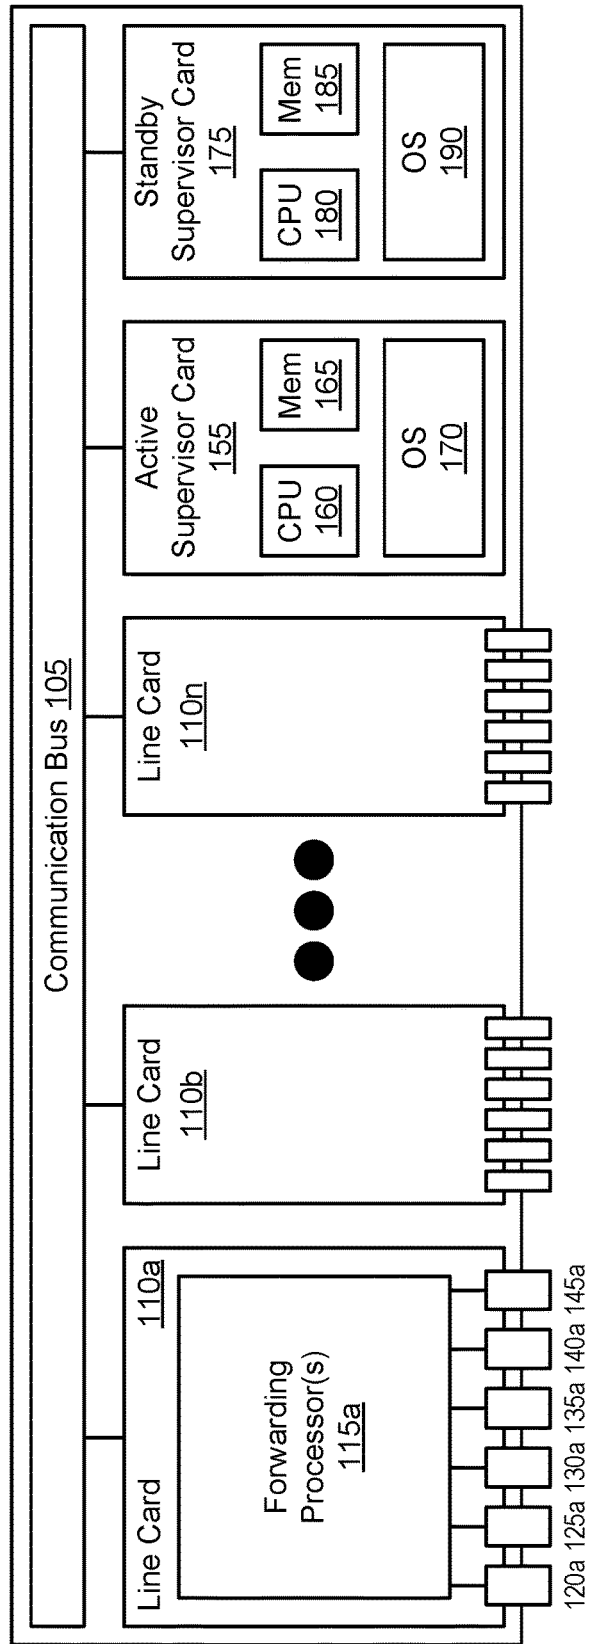 Communication Bus 105
Line Card
110a
Forwarding
Processor(s)
115a
120a 125a 130a 135a 140a 145a
Line Card
110b
Line Card
110n
Active
Supervisor Card
155
CPU
160
Mem
165
OS
170
Standby
Supervisor Card
175
CPU
180
Mem
185
OS
190